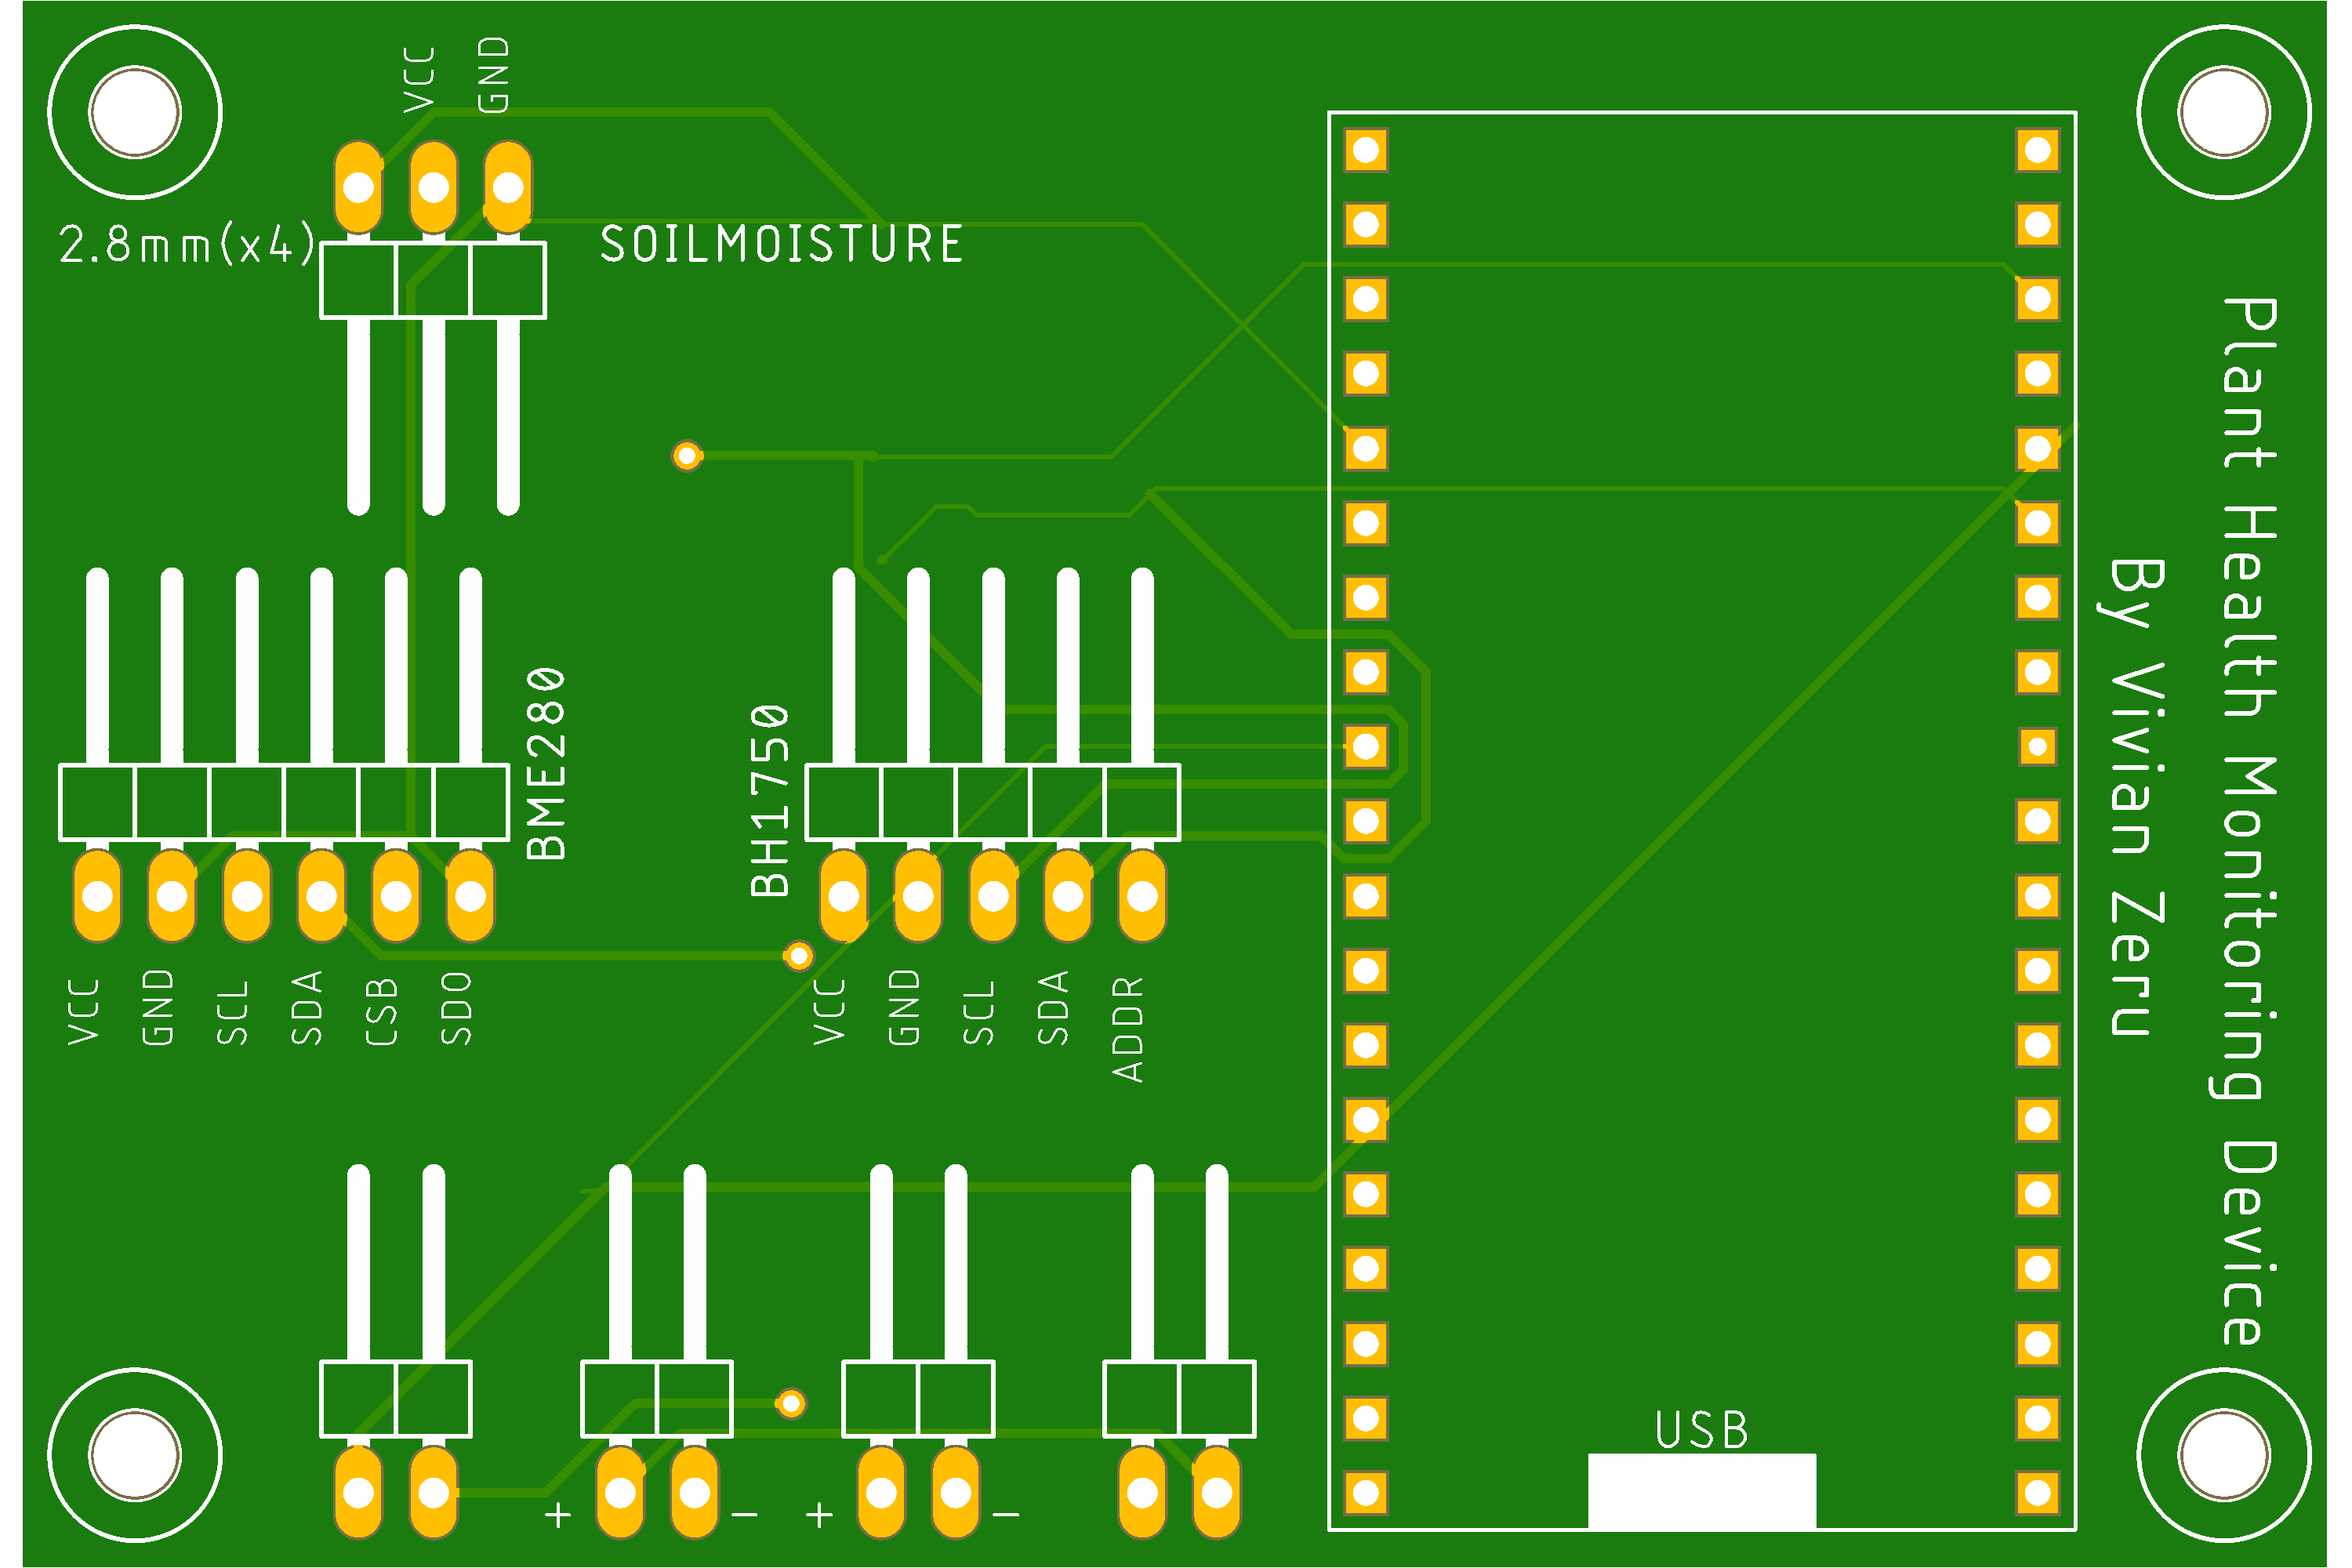 VCC
GND
2.8mm(x4)
SOILMOISTURE
BME280
BH1750
VCC
GND
SCL
SDA
CSB
SDO
VCC
GND
SCL
SDA
ADDR
+
-
+
-
USB
Plant Health Monitoring Device
By Vivian Zeru